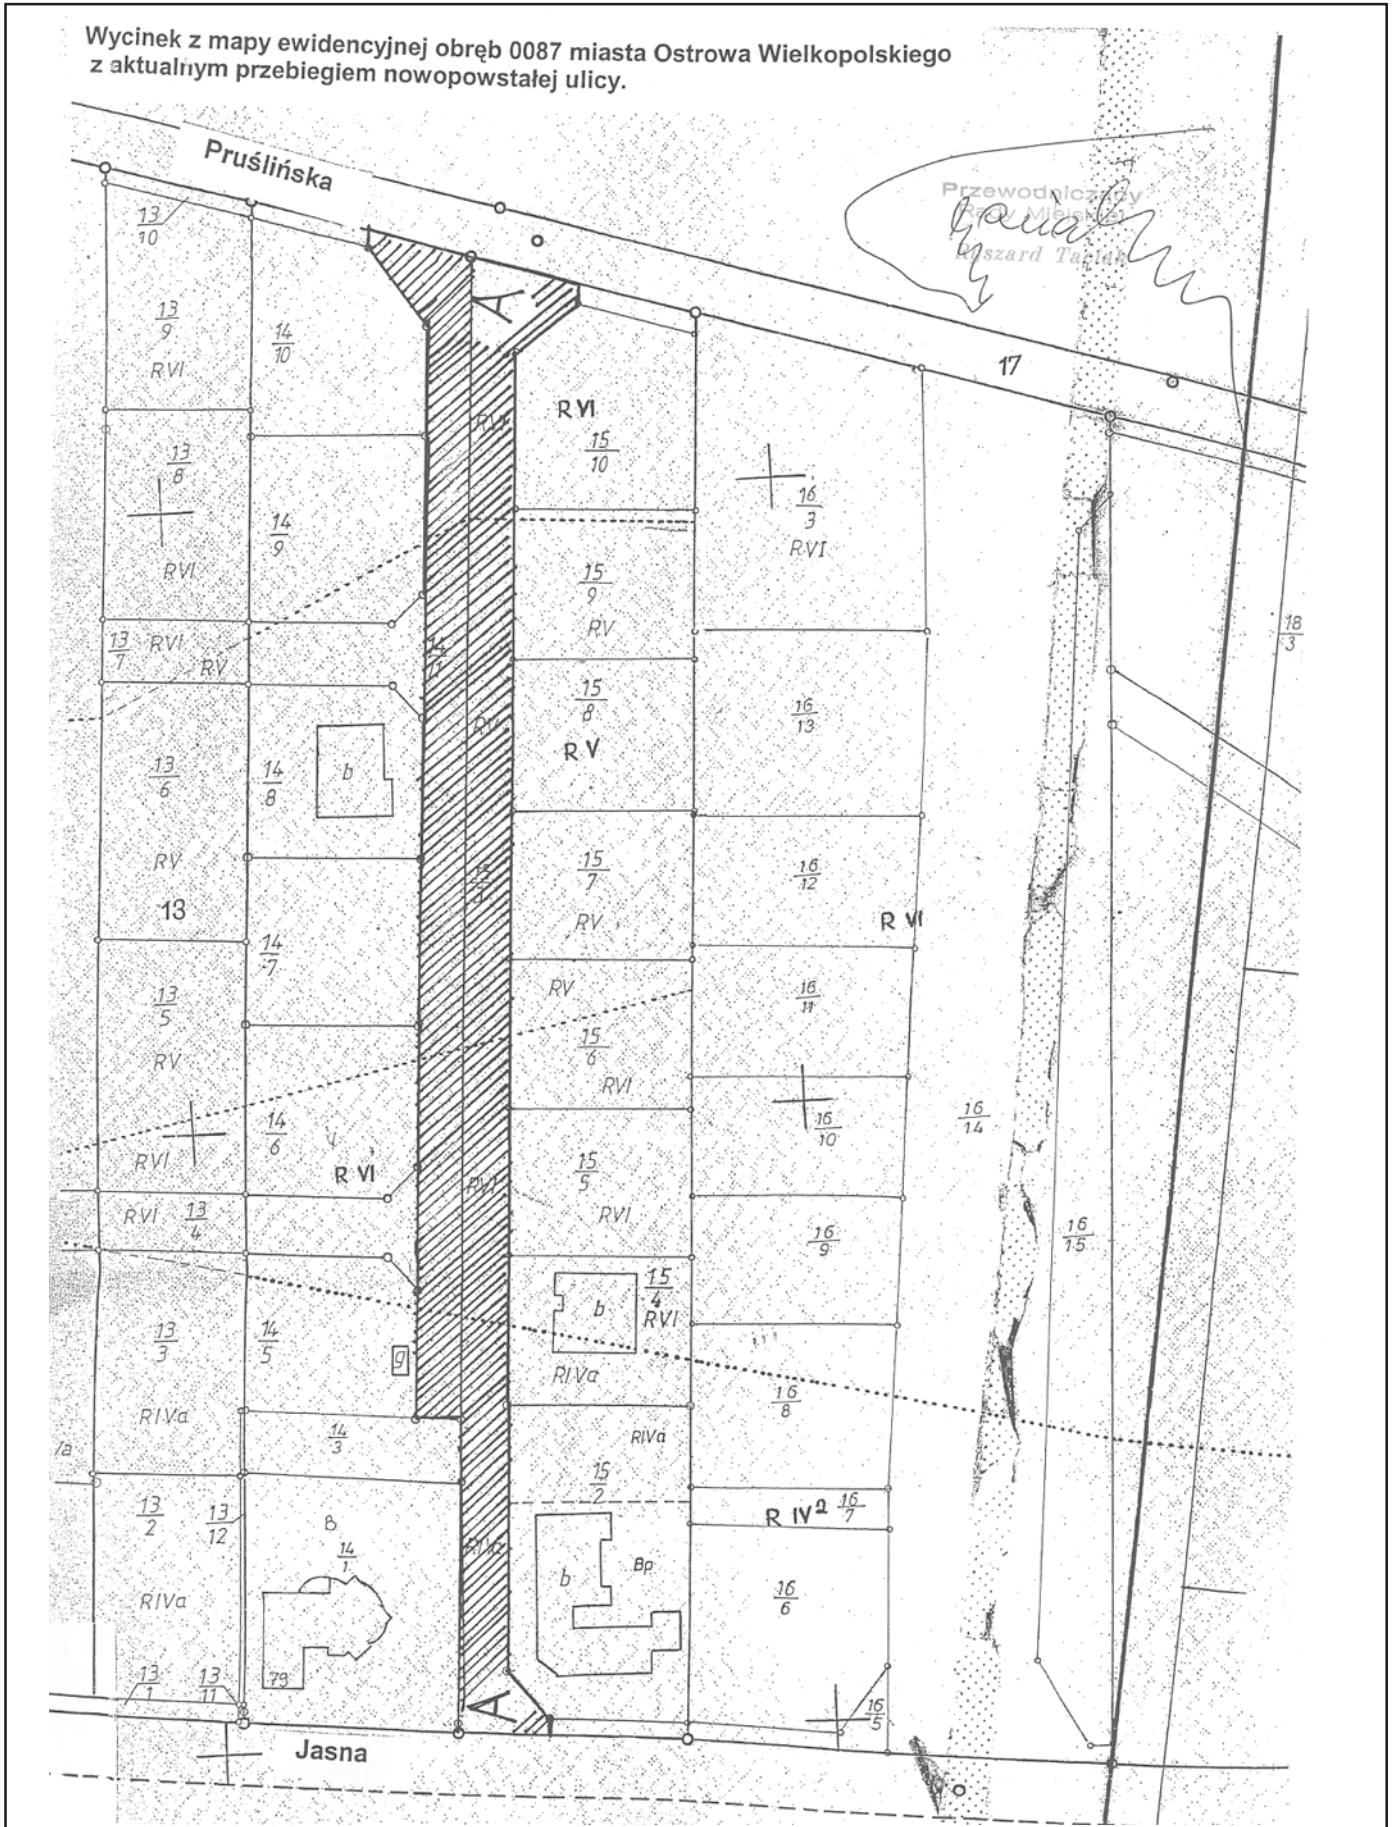 Wycinek z mapy ewidencyjnej obręb 0087 miasta Ostrowa Wielkopolskiego
z aktualnym przebiegiem nowopowstałej ulicy.
Pruślińska
Przewodniczący
Rady Miejskiej
Ryszard
13/10
13/9
RVI
14/10
A
17
RVI
RVI
15/10
13/8
RVI
14/9
16/3
RVI
15/9
RV
13/7
RVI
RV
14/11
18/3
15/8
RV
RV
16/13
13/6
RV
13
14/8
b
15/7
RV
16/12
RVI
14/7
13/5
RV
RV
15/6
RVI
16/11
14/6
RVI
RVI
16/10
16/14
RVI
13/4
RVI
15/5
RVI
16/9
16/15
13/3
RIVa
14/5
g
b
15/4
RVI
RIVa
16/8
14/3
RIVa
15/2
13/2
13/12
RIVa
B
14/1
79
RIVa
b
Bp
R IVa
16/7
16/6
13/1
13/11
A
16/5
Jasna